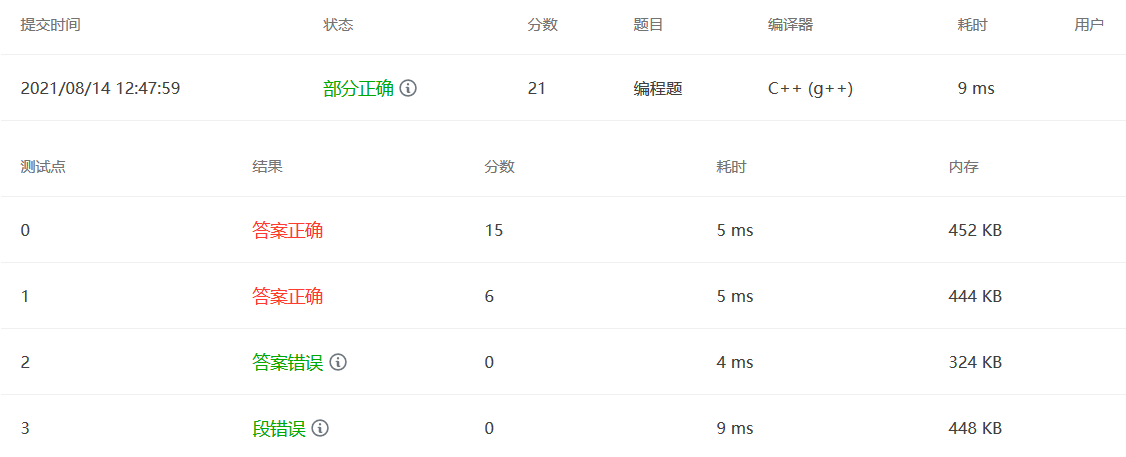 提交时间 状态 分数 题目 编译器 耗时 用户
2021/08/14 12:47:59 部分正确 21 编程题 C++ (g++) 9 ms
测试点 结果 分数 耗时 内存
0 答案正确 15 5 ms 452 KB
1 答案正确 6 5 ms 444 KB
2 答案错误 0 4 ms 324 KB
3 段错误 0 9 ms 448 KB